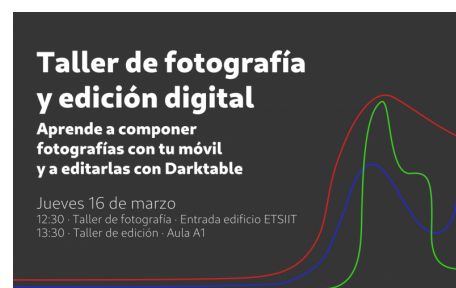 Taller de fotografía
y edición digital
Aprende a componer
fotografías con tu móvil
y a editarlas con Darktable
Jueves 16 de marzo
12:30 · Taller de fotografía · Entrada edificio ETSIIT
13:30 · Taller de edición · Aula A1